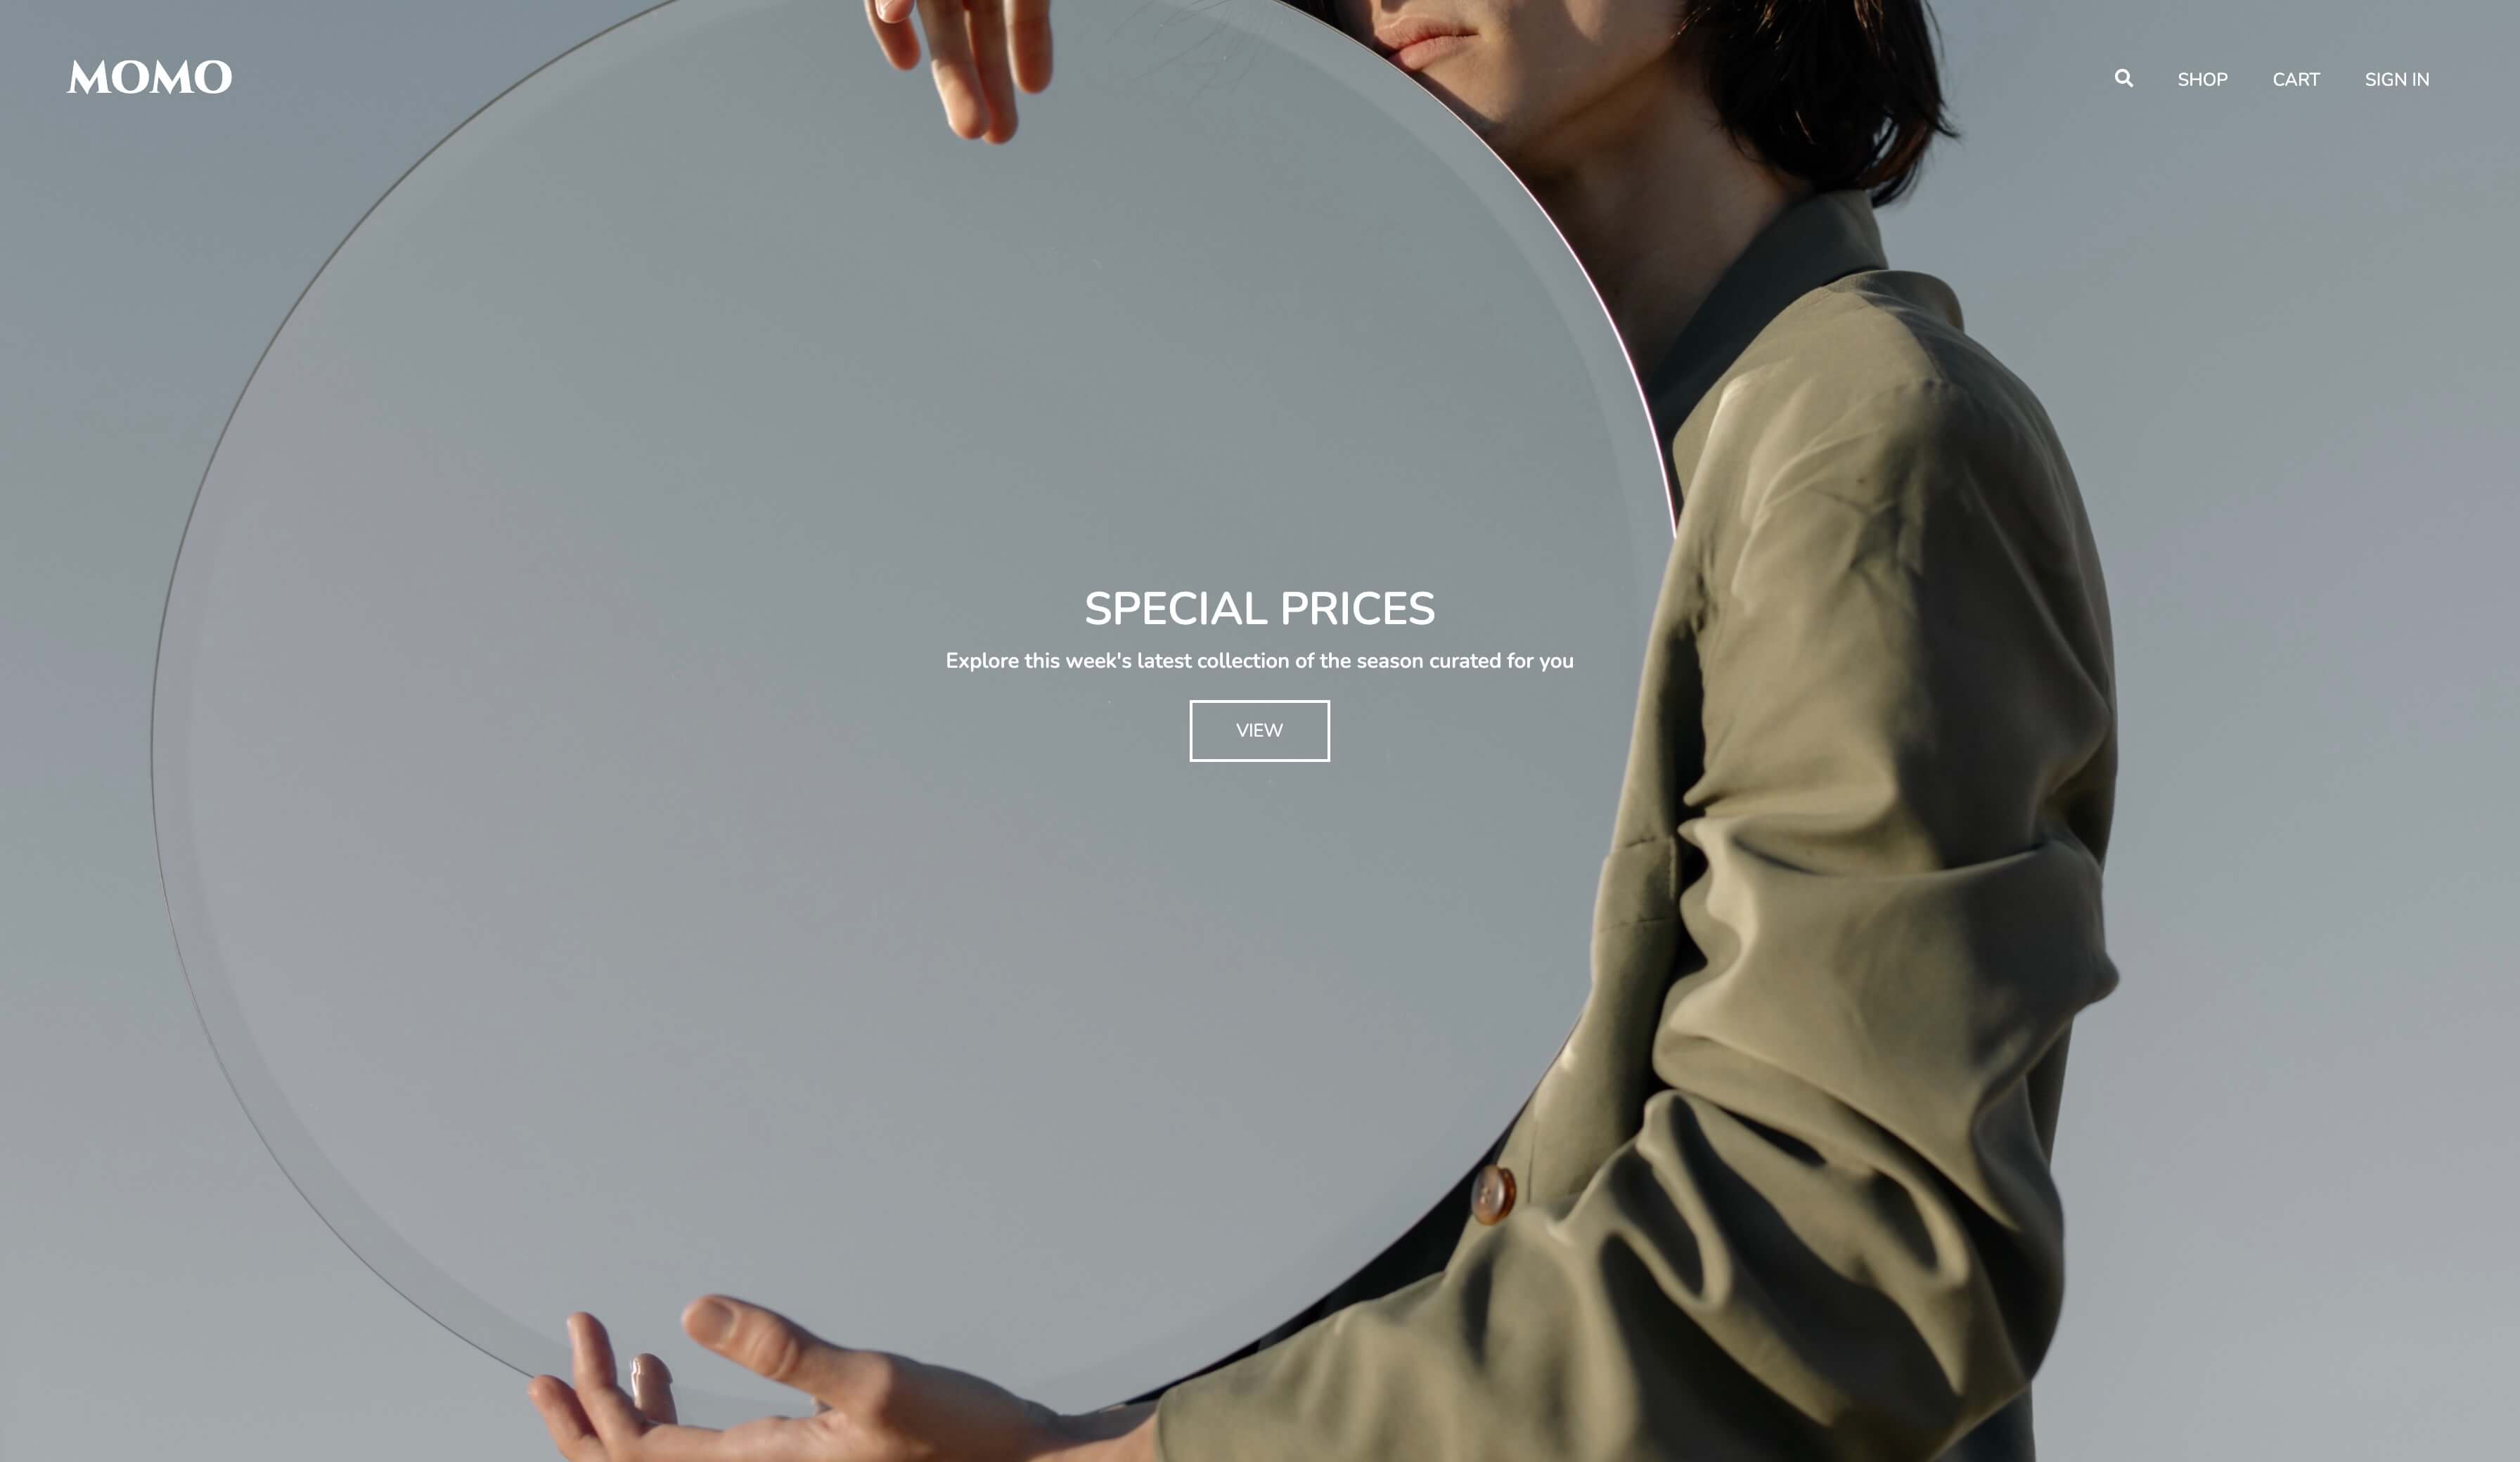 MOMO
SHOP
CART
SIGN IN
SPECIAL PRICES
Explore this week's latest collection of the season curated for you
VIEW